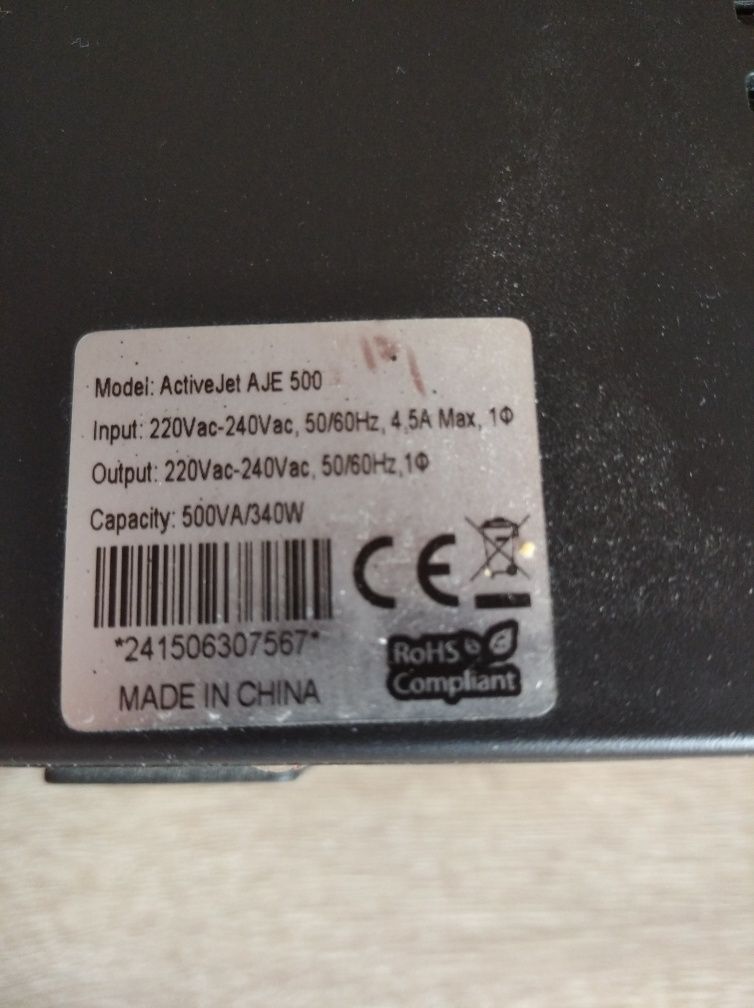 Model: ActiveJet AJE 500
Input: 220Vac-240Vac, 50/60Hz, 4,5A Max, 1Φ
Output: 220Vac-240Vac, 50/60Hz,1Φ
Capacity: 500VA/340W
CE
*241506307567*
RoHS
Compliant
MADE IN CHINA